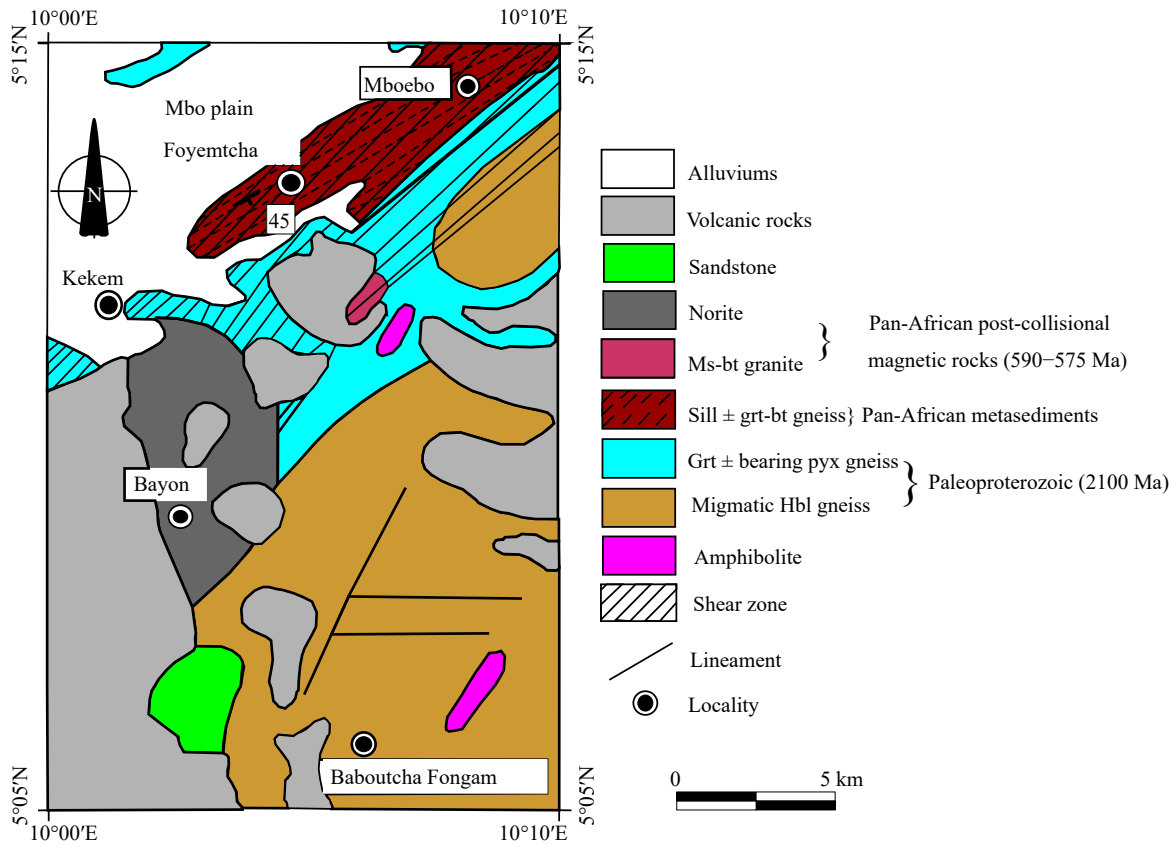 10°00′E
10°10′E
5°15′N
5°15′N
Mboebo
Mbo plain
Foyemtcha
N
45
Kekem
Bayon
Baboutcha Fongam
5°05′N
5°05′N
10°00′E
10°10′E
Alluviums
Volcanic rocks
Sandstone
Norite
Ms-bt granite
} Pan-African post-collisional
magnetic rocks (590−575 Ma)
Sill ± grt-bt gneiss} Pan-African metasediments
Grt ± bearing pyx gneiss
Migmatic Hbl gneiss
} Paleoproterozoic (2100 Ma)
Amphibolite
Shear zone
Lineament
Locality
0 5 km